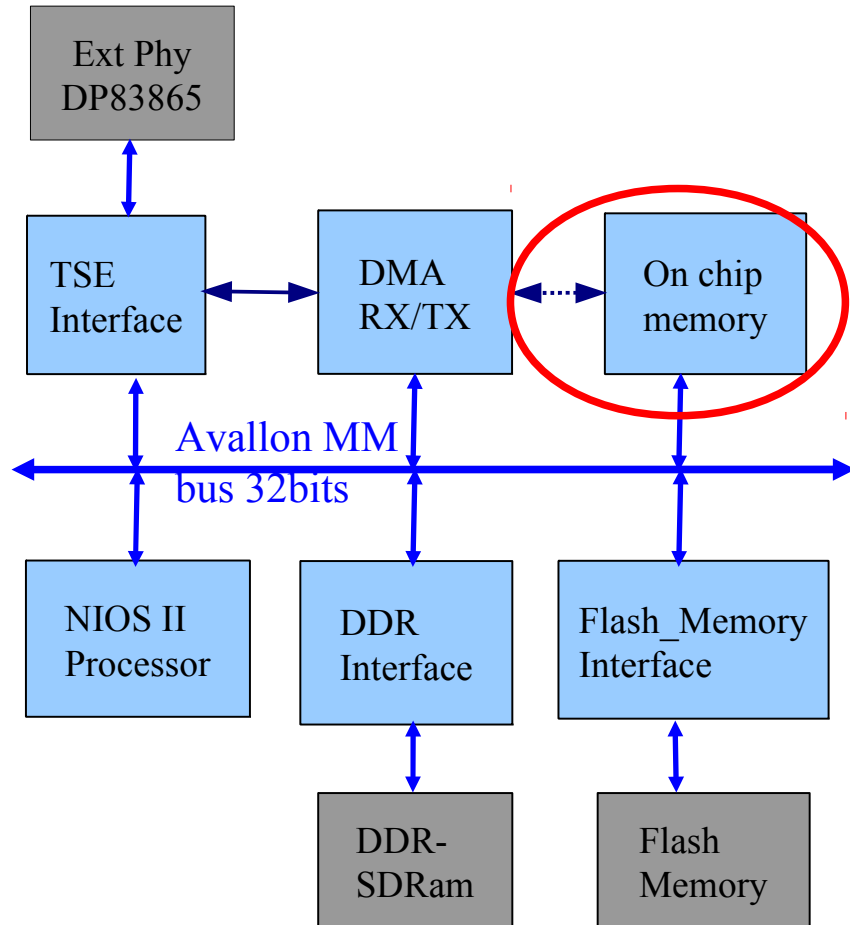 Ext Phy
DP83865
TSE
Interface
DMA
RX/TX
On chip
memory
Avallon MM
bus 32bits
NIOS II
Processor
DDR
Interface
Flash_Memory
Interface
DDR-
SDRam
Flash
Memory